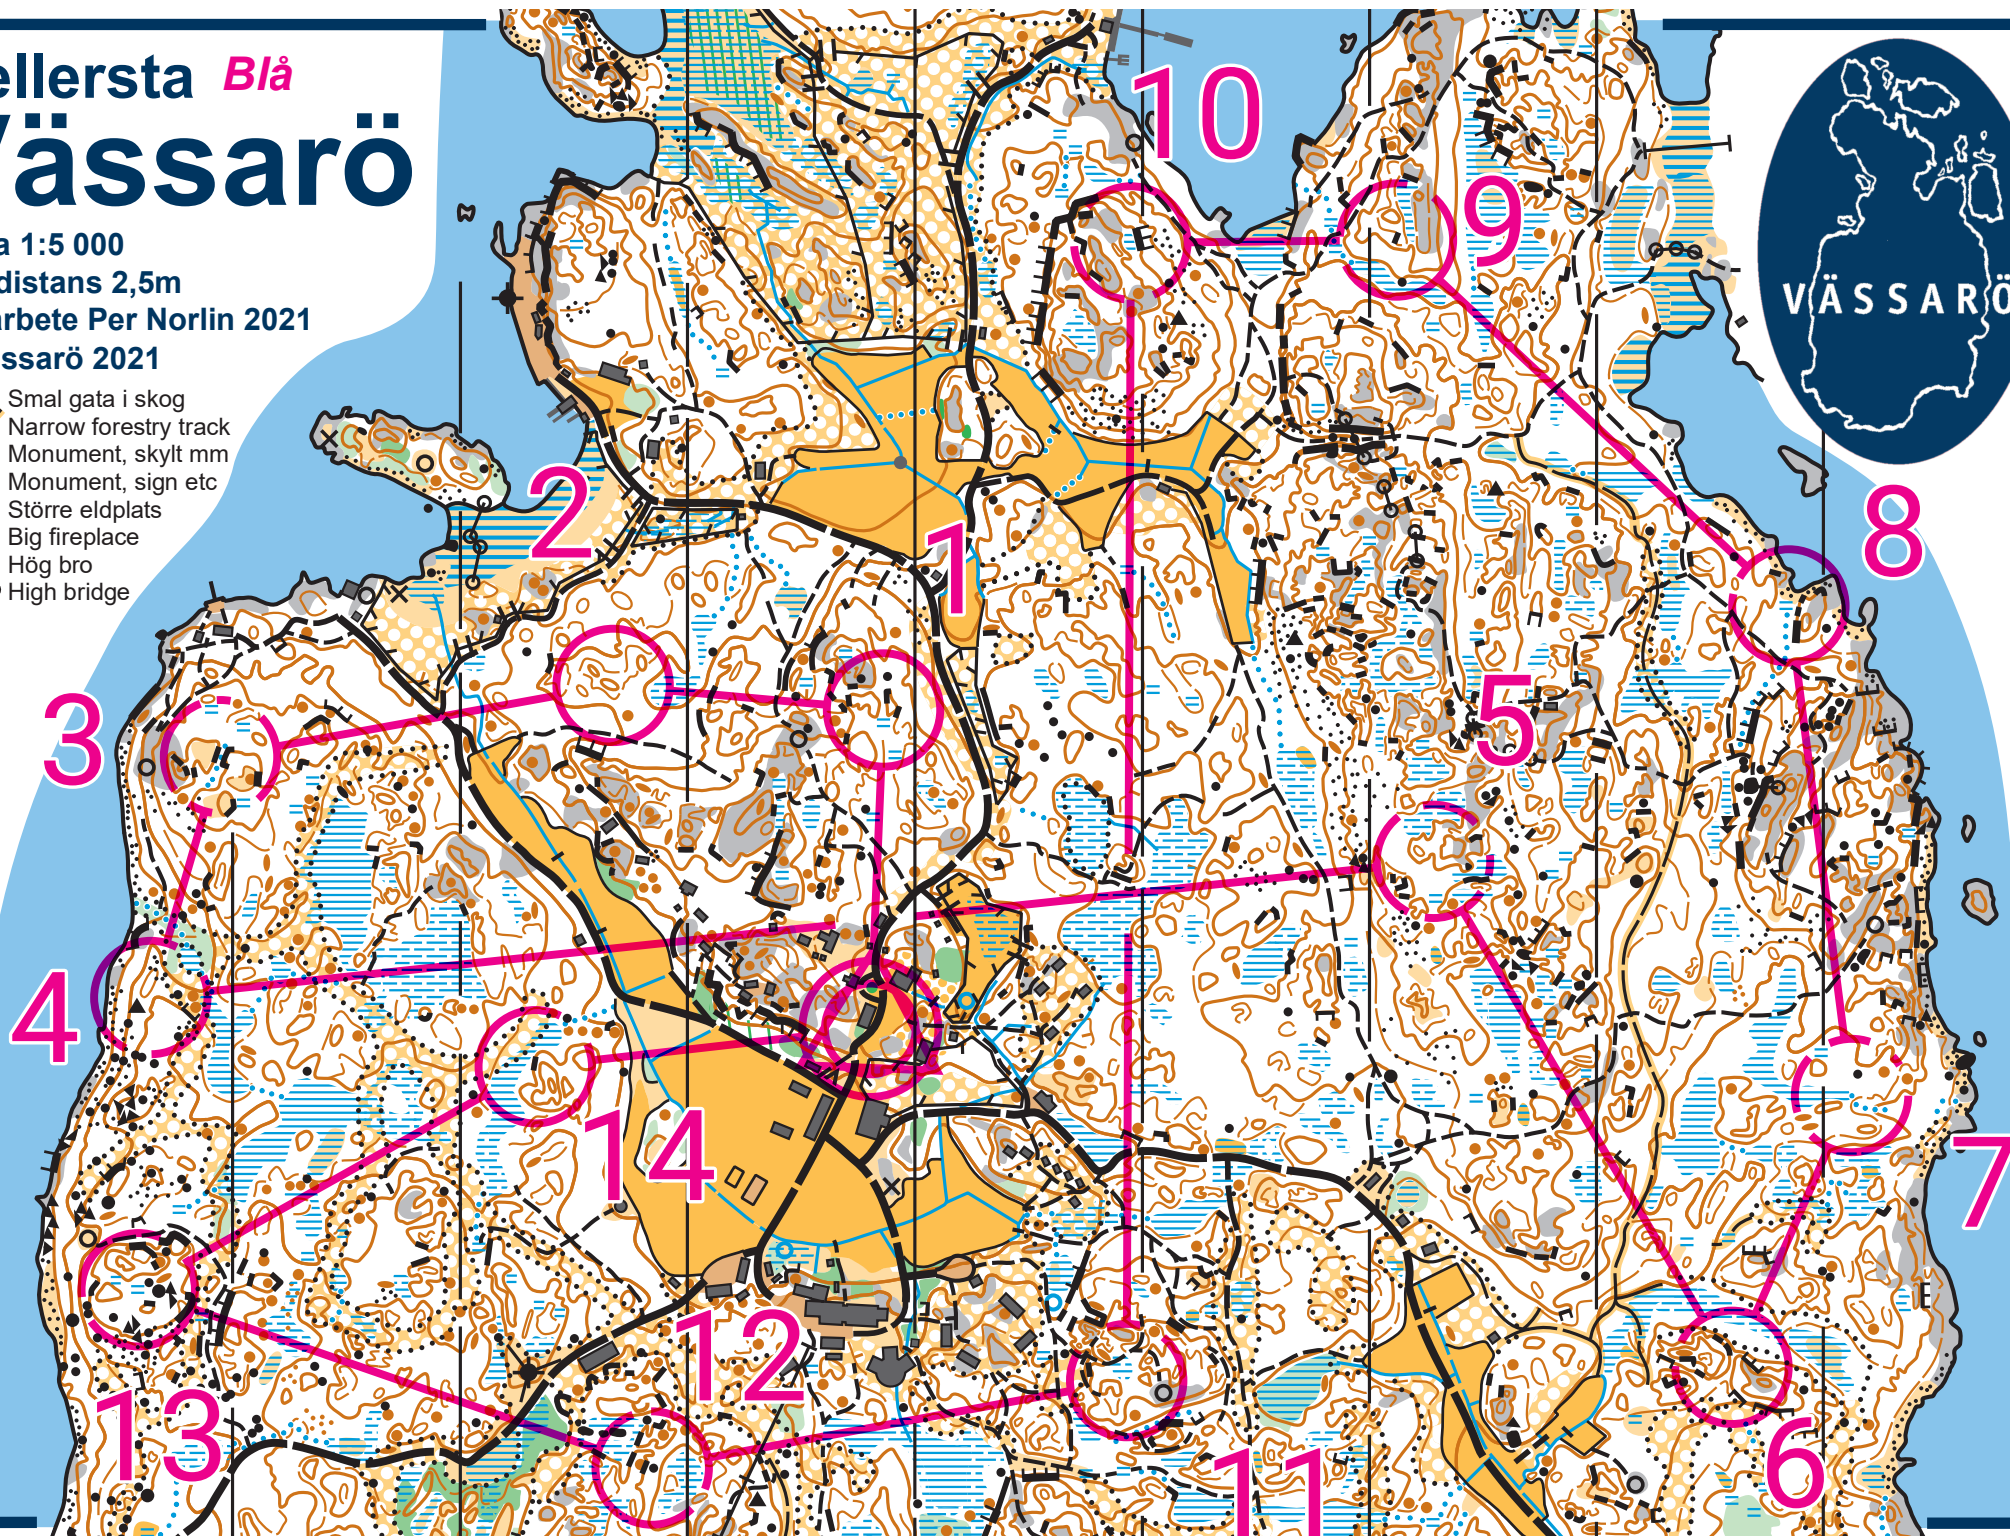 ellersta Blå
Vässarö
a 1:5 000
distans 2,5m
arbete Per Norlin 2021
ssarö 2021
Smal gata i skog
Narrow forestry track
Monument, skylt mm
Monument, sign etc
Större eldplats
Big fireplace
Hög bro
High bridge
VÄSSARÖ
10
9
2
1
8
3
5
4
7
14
12
13
11
6